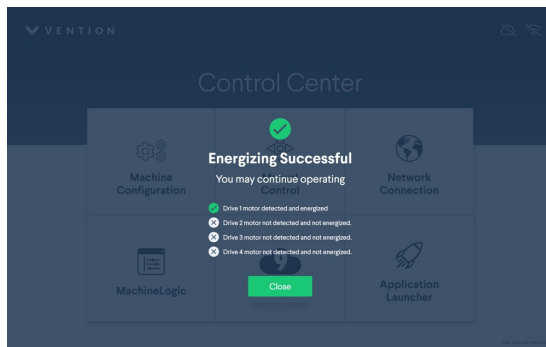 VENTION
Control Center
Energizing Successful
You may continue operating
Machine
Configuration
Control
Network
Connection
Drive 1 motor detected and energized
Drive 2 motor not detected and not energized.
Drive 3 motor not detected and not energized.
Drive 4 motor not detected and not energized.
Close
MachineLogic
Application
Launcher